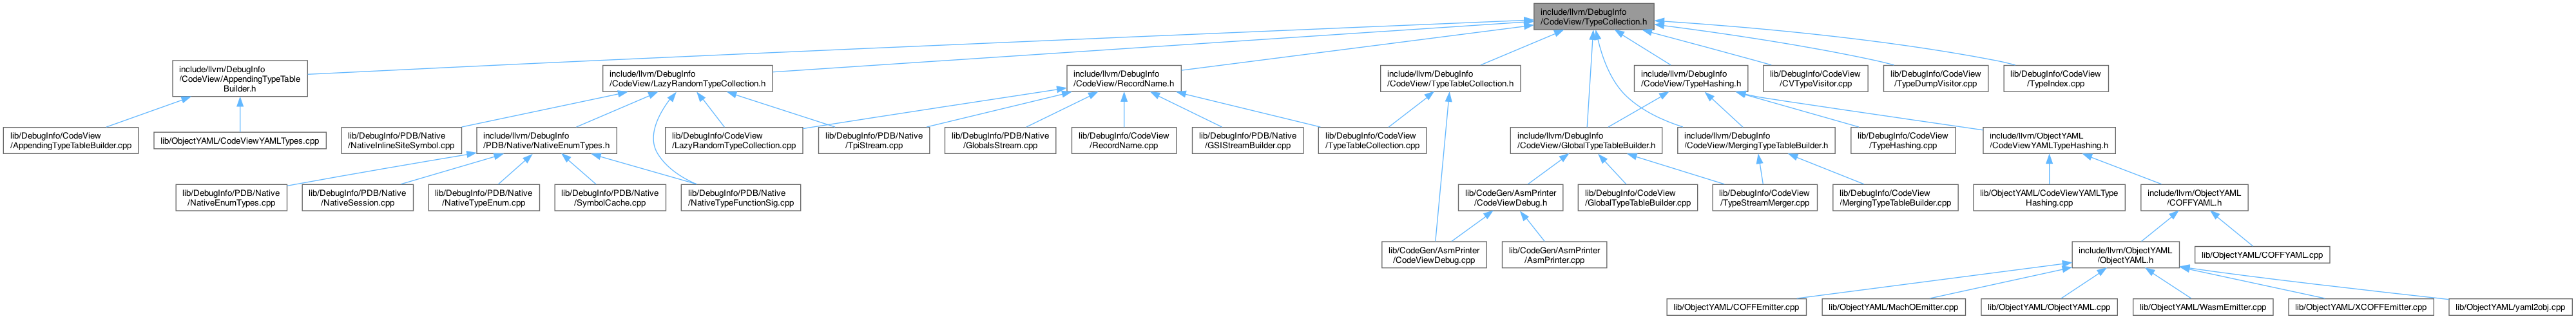 include/llvm/DebugInfo
/CodeView/TypeCollection.h
include/llvm/DebugInfo
/CodeView/AppendingTypeTable
Builder.h
include/llvm/DebugInfo
/CodeView/LazyRandomTypeCollection.h
include/llvm/DebugInfo
/CodeView/RecordName.h
include/llvm/DebugInfo
/CodeView/TypeTableCollection.h
include/llvm/DebugInfo
/CodeView/TypeHashing.h
lib/DebugInfo/CodeView
/CVTypeVisitor.cpp
lib/DebugInfo/CodeView
/TypeDumpVisitor.cpp
lib/DebugInfo/CodeView
/TypeIndex.cpp
lib/DebugInfo/CodeView
/AppendingTypeTableBuilder.cpp
lib/ObjectYAML/CodeViewYAMLTypes.cpp
lib/DebugInfo/PDB/Native
/NativeInlineSiteSymbol.cpp
include/llvm/DebugInfo
/PDB/Native/NativeEnumTypes.h
lib/DebugInfo/CodeView
/LazyRandomTypeCollection.cpp
lib/DebugInfo/PDB/Native
/TpiStream.cpp
lib/DebugInfo/PDB/Native
/GlobalsStream.cpp
lib/DebugInfo/CodeView
/RecordName.cpp
lib/DebugInfo/PDB/Native
/GSIStreamBuilder.cpp
lib/DebugInfo/CodeView
/TypeTableCollection.cpp
include/llvm/DebugInfo
/CodeView/GlobalTypeTableBuilder.h
include/llvm/DebugInfo
/CodeView/MergingTypeTableBuilder.h
lib/DebugInfo/CodeView
/TypeHashing.cpp
include/llvm/ObjectYAML
/CodeViewYAMLTypeHashing.h
lib/DebugInfo/PDB/Native
/NativeEnumTypes.cpp
lib/DebugInfo/PDB/Native
/NativeSession.cpp
lib/DebugInfo/PDB/Native
/NativeTypeEnum.cpp
lib/DebugInfo/PDB/Native
/SymbolCache.cpp
lib/DebugInfo/PDB/Native
/NativeTypeFunctionSig.cpp
lib/CodeGen/AsmPrinter
/CodeViewDebug.h
lib/DebugInfo/CodeView
/GlobalTypeTableBuilder.cpp
lib/DebugInfo/CodeView
/TypeStreamMerger.cpp
lib/DebugInfo/CodeView
/MergingTypeTableBuilder.cpp
lib/ObjectYAML/CodeViewYAMLType
Hashing.cpp
include/llvm/ObjectYAML
/COFFYAML.h
lib/CodeGen/AsmPrinter
/CodeViewDebug.cpp
lib/CodeGen/AsmPrinter
/AsmPrinter.cpp
include/llvm/ObjectYAML
/ObjectYAML.h
lib/ObjectYAML/COFFYAML.cpp
lib/ObjectYAML/COFFEmitter.cpp
lib/ObjectYAML/MachOEmitter.cpp
lib/ObjectYAML/ObjectYAML.cpp
lib/ObjectYAML/WasmEmitter.cpp
lib/ObjectYAML/XCOFFEmitter.cpp
lib/ObjectYAML/yaml2obj.cpp